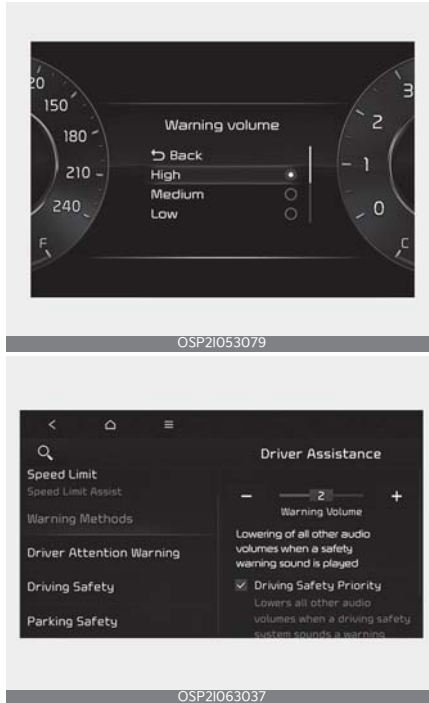 20
150
180
210
240
F
Warning volume
Back
High
Medium
Low
3
2
1
0
C
OSP2I053079
Driver Assistance
Speed Limit
Speed Limit Assist
Warning Methods
Driver Attention Warning
Driving Safety
Parking Safety
− 2 +
Warning Volume
Lowering of all other audio
volumes when a safety
warning sound is played
Driving Safety Priority
Lowers all other audio
volumes when a driving safety
system sounds a warning
OSP2I063037